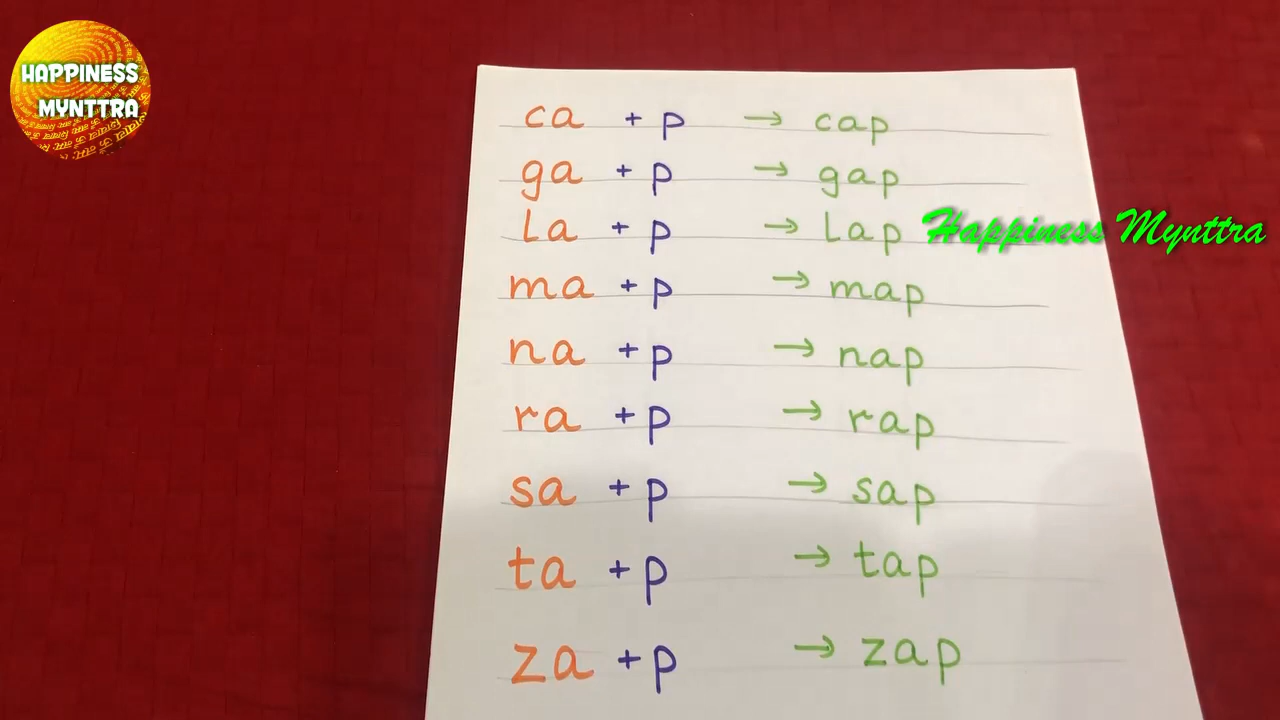 HAPPINESS
MYNTTRA
ca + p → cap
ga + p → gap
La + p → Lap
Happiness Mynttra
ma + p → map
na + p → nap
ra + p → rap
sa + p → sap
ta + p → tap
za + p → zap